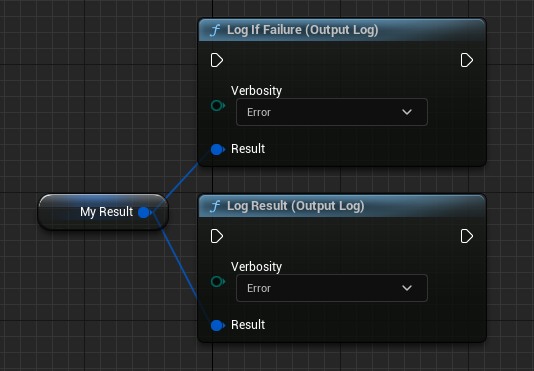 Log If Failure (Output Log)
Verbosity
Error
Result
My Result
Log Result (Output Log)
Verbosity
Error
Result